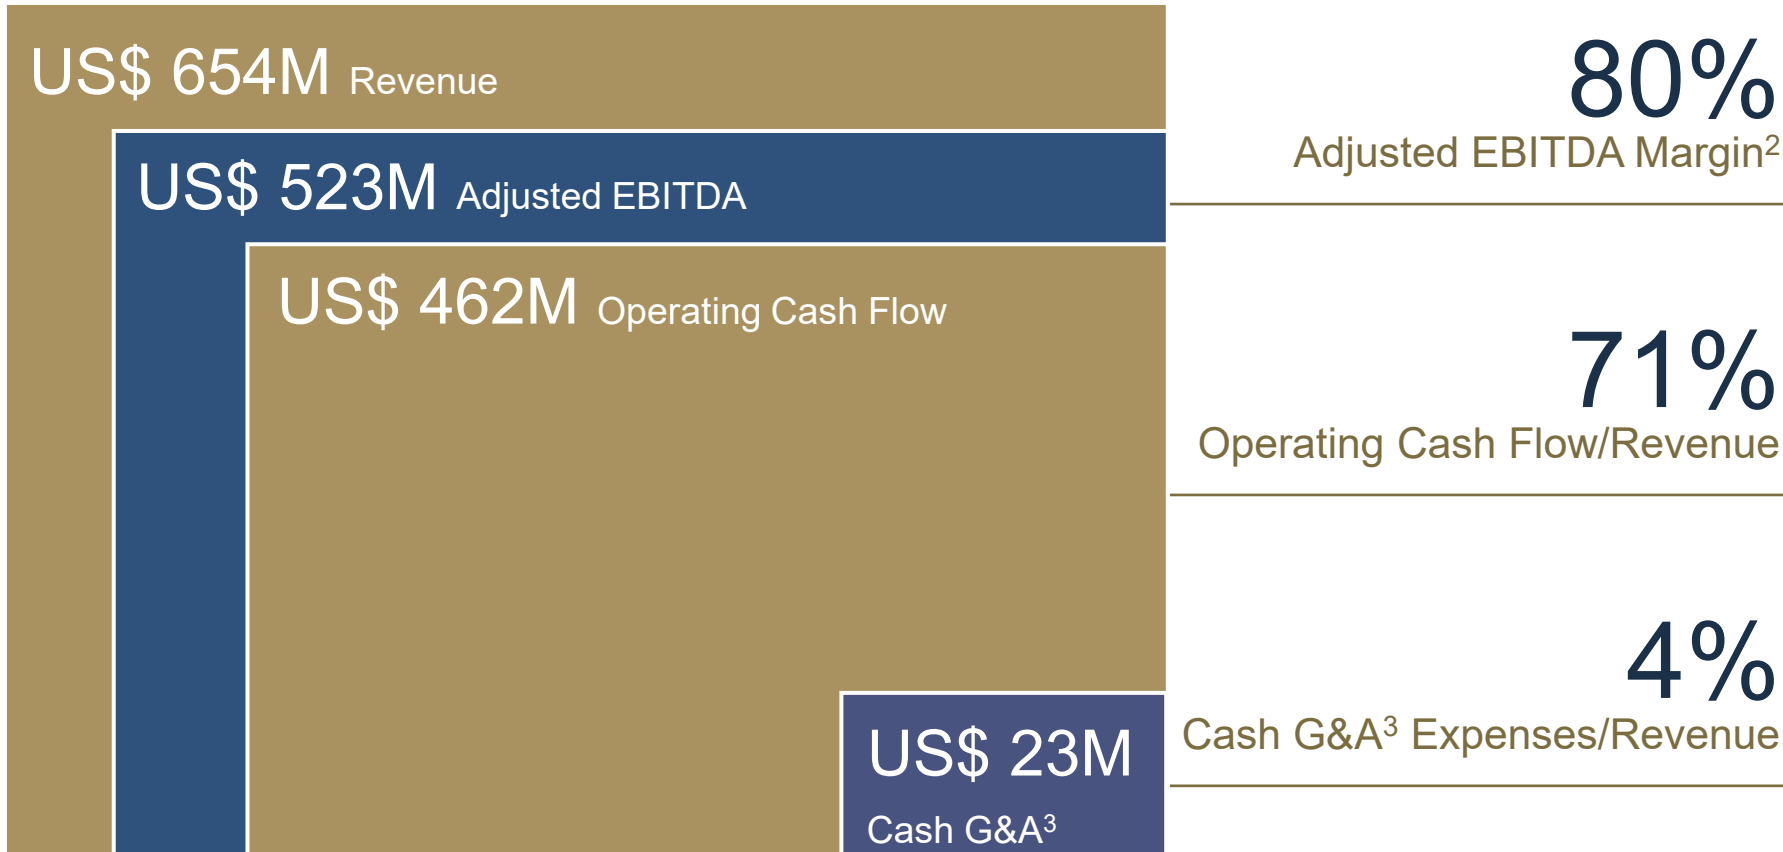 US$ 654M Revenue
US$ 523M Adjusted EBITDA
US$ 462M Operating Cash Flow
US$ 23M
Cash G&A³
80%
Adjusted EBITDA Margin²
71%
Operating Cash Flow/Revenue
4%
Cash G&A³ Expenses/Revenue